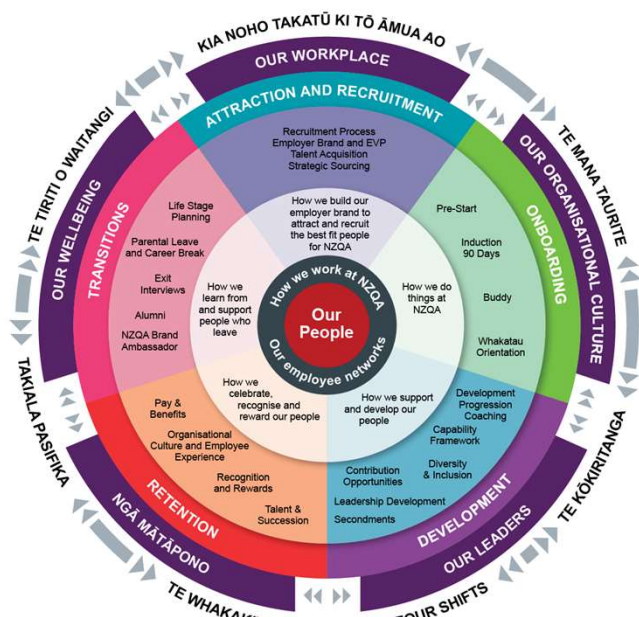 KIA NOHO TAKATŪ KI TŌ ĀMUA AO
TE MANA TAURITE
TE KŌKIRITANGA
OUR SHIFTS
TAKIALA PASIFIKA
TE TIRITI O WAITANGI
OUR WORKPLACE
OUR ORGANISATIONAL CULTURE
OUR LEADERS
NGĀ MĀTĀPONO
OUR WELLBEING
ATTRACTION AND RECRUITMENT
Recruitment Process
Employer Brand and EVP
Talent Acquisition
Strategic Sourcing
How we build our
employer brand to
attract and recruit
the best fit people
for NZQA
ONBOARDING
Pre-Start
Induction
90 Days
Buddy
Whakatau
Orientation
How we do
things at
NZQA
DEVELOPMENT
Development
Progression
Coaching
Capability
Framework
Diversity
& Inclusion
Contribution
Opportunities
Leadership Development
Secondments
How we support
and develop our
people
RETENTION
Pay &
Benefits
Organisational
Culture and Employee
Experience
Recognition
and Rewards
Talent &
Succession
How we
celebrate,
recognise and
reward our people
TRANSITIONS
Life Stage
Planning
Parental Leave
and Career Break
Exit
Interviews
Alumni
NZQA Brand
Ambassador
How we
learn from
and support
people who
leave
How we work at NZQA
Our
People
Our employee networks